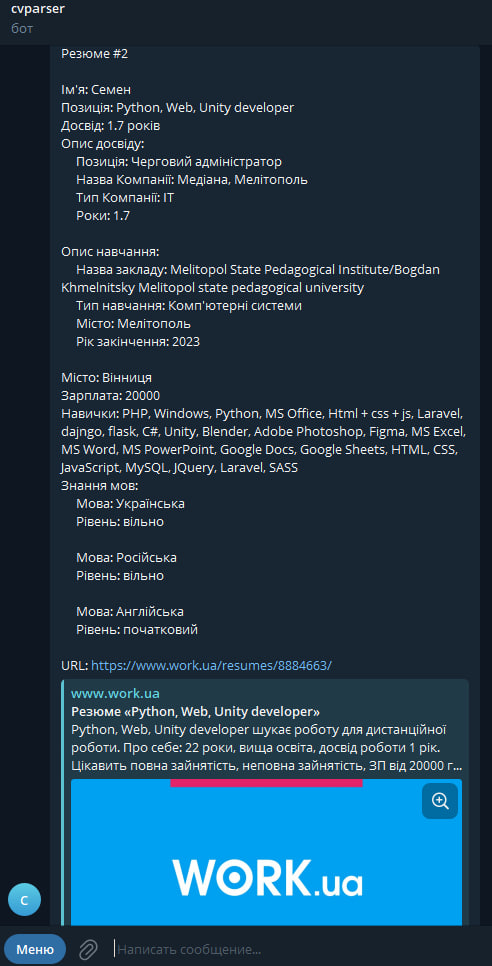 cvparser
бот
Резюме #2
Ім'я: Семен
Позиція: Python, Web, Unity developer
Досвід: 1.7 років
Опис досвіду:
Позиція: Черговий адміністратор
Назва Компанії: Медіана, Мелітополь
Тип Компанії: IT
Роки: 1.7
Опис навчання:
Назва закладу: Melitopol State Pedagogical Institute/Bogdan
Khmelnitsky Melitopol state pedagogical university
Тип навчання: Комп'ютерні системи
Місто: Мелітополь
Рік закінчення: 2023
Місто: Вінниця
Зарплата: 20000
Навички: PHP, Windows, Python, MS Office, Html + css + js, Laravel,
dajngo, flask, C#, Unity, Blender, Adobe Photoshop, Figma, MS Excel,
MS Word, MS PowerPoint, Google Docs, Google Sheets, HTML, CSS,
JavaScript, MySQL, JQuery, Laravel, SASS
Знання мов:
Мова: Українська
Рівень: вільно
Мова: Російська
Рівень: вільно
Мова: Англійська
Рівень: початковий
URL: https://www.work.ua/resumes/8884663/
www.work.ua
Резюме «Python, Web, Unity developer»
Python, Web, Unity developer шукає роботу для дистанційної
роботи. Про себе: 22 роки, вища освіта, досвід роботи 1 рік.
Цікавить повна зайнятість, неповна зайнятість, ЗП від 20000 г...
WORK.ua
C
Меню
Написать сообщение...